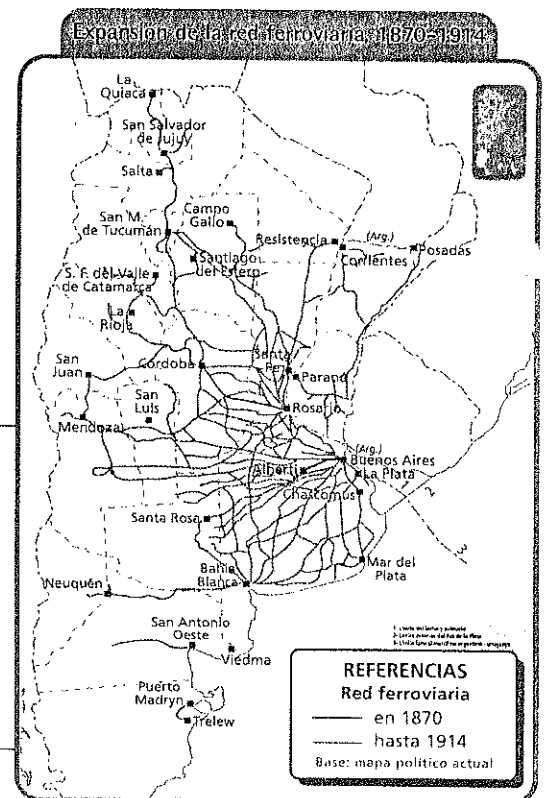 Expansión de la red ferroviaria, 1870-1914
La
Quiaca
San Salvador
de Jujuy
Salta
San M.
de Tucumán
Campo
Gallo
Resistencia
(Arg.)
Posadas
Corrientes
Santiago
del Estero
S. F. del Valle
de Catamarca
La
Rioja
San
Juan
Córdoba
Santa
Fe
Paraná
San
Luis
Rosario
Mendoza
(Arg.)
Buenos Aires
Alberti
La Plata
Chascomús
2
3
Santa Rosa
Mar del
Plata
Bahía
Blanca
Neuquén
San Antonio
Oeste
Viedma
Puerto
Madryn
Trelew
REFERENCIAS
Red ferroviaria
en 1870
hasta 1914
Base: mapa político actual